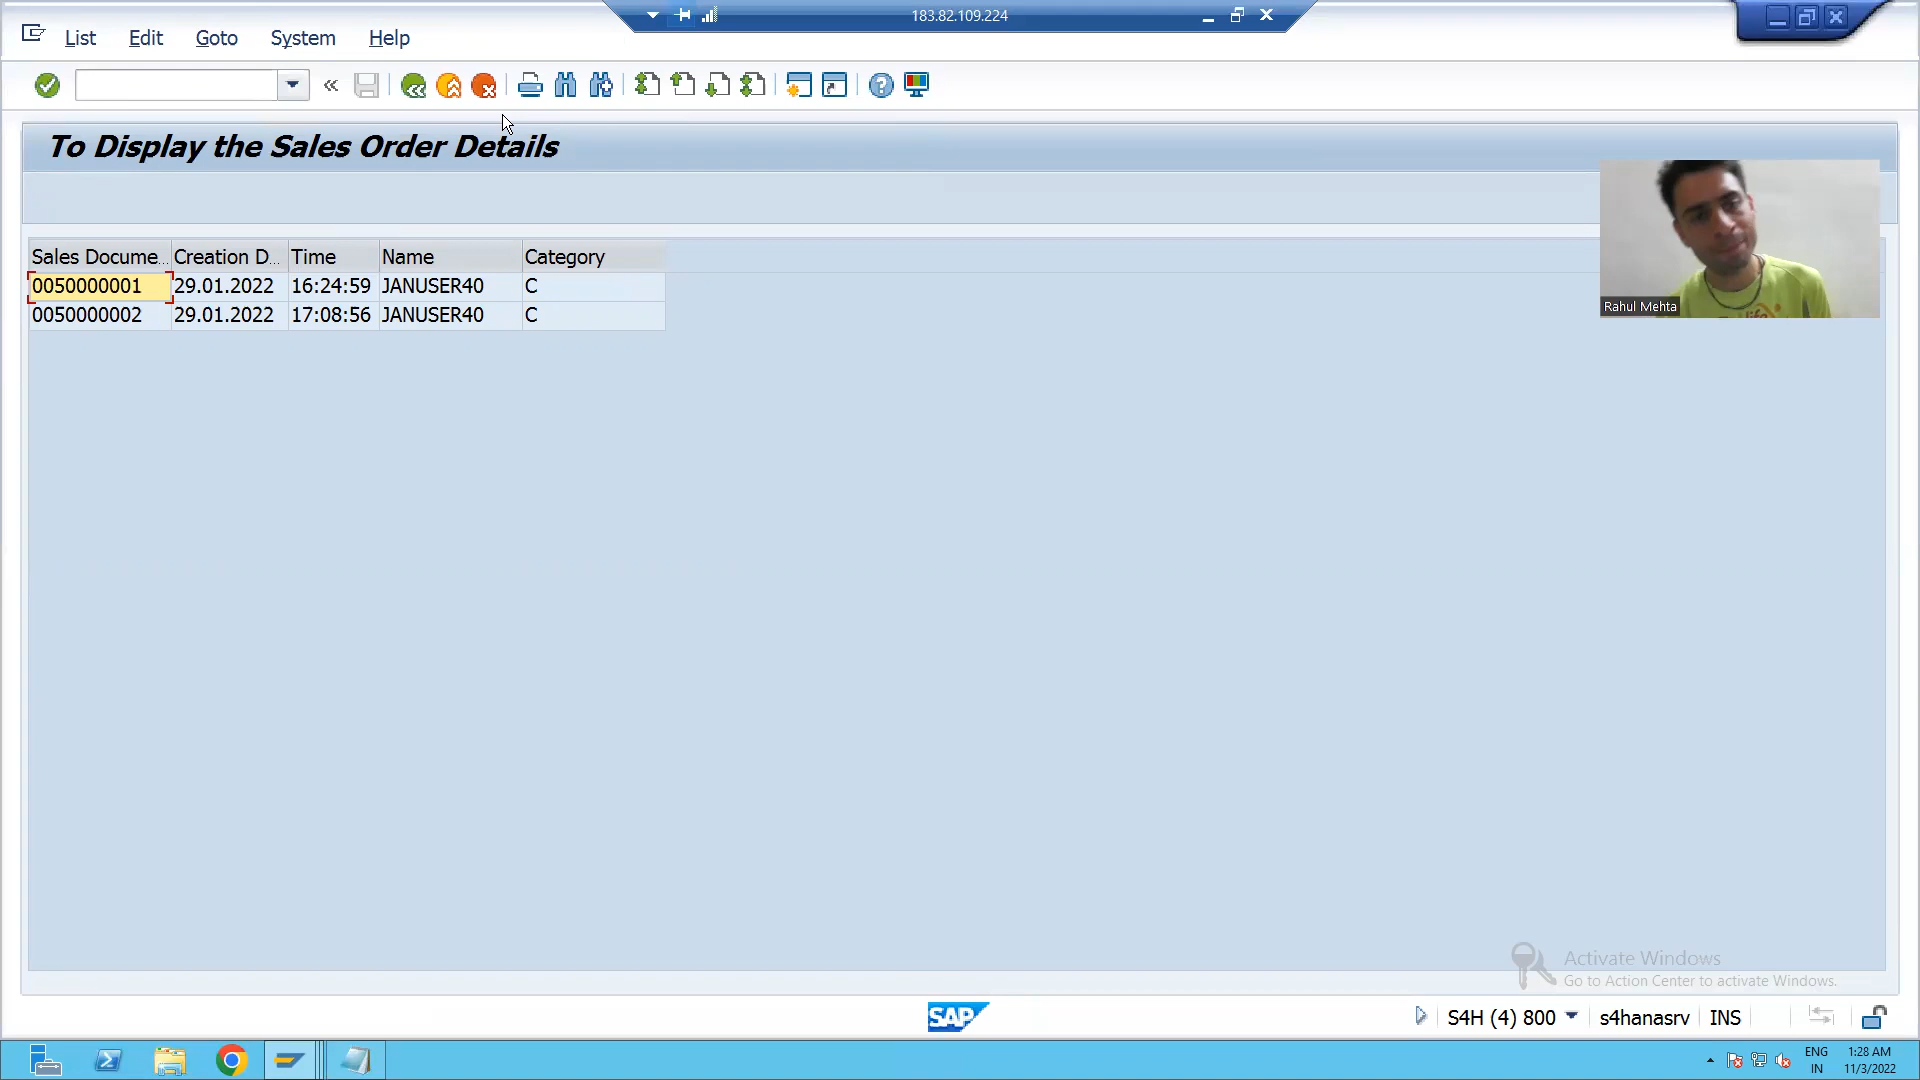 183.82.109.224
List Edit Goto System Help
To Display the Sales Order Details
Sales Docume... Creation D... Time Name Category
0050000001 29.01.2022 16:24:59 JANUSER40 C
0050000002 29.01.2022 17:08:56 JANUSER40 C
Rahul Mehta
Activate Windows
Go to Action Center to activate Windows.
SAP
S4H (4) 800 s4hanasrv INS
ENG 1:28 AM
IN 11/3/2022